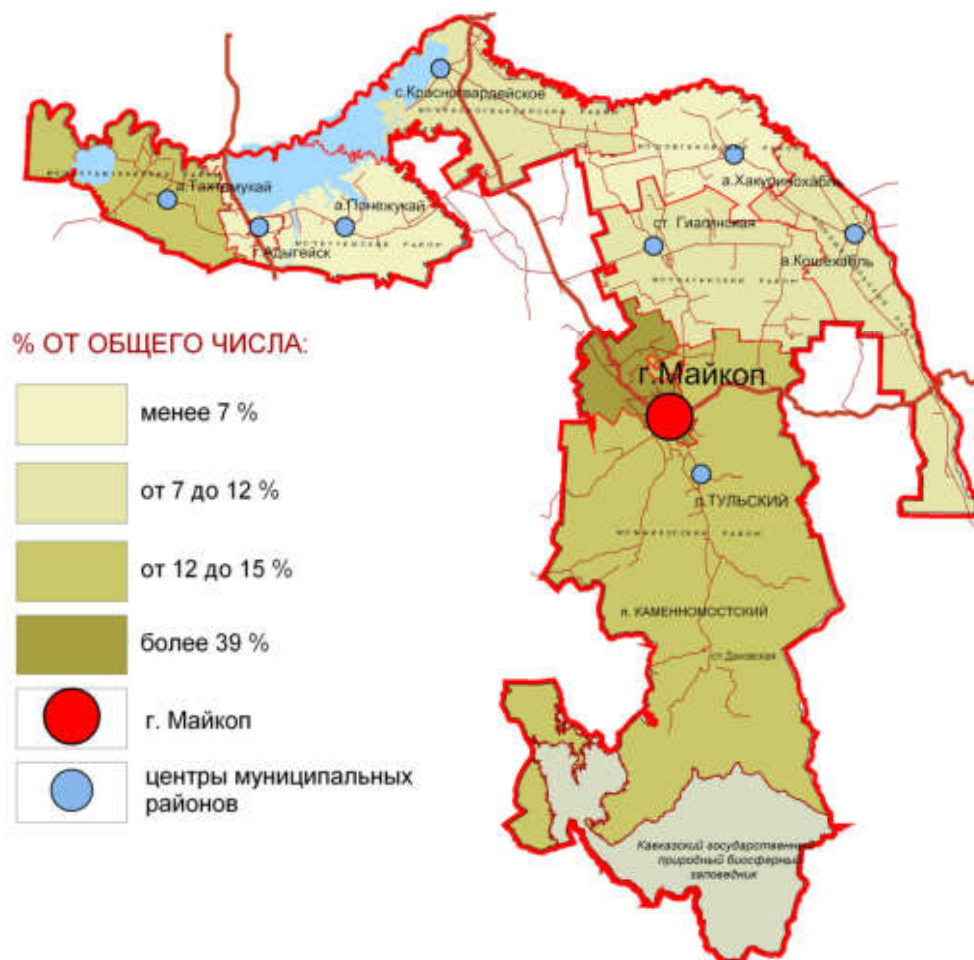 с.Красногвардейское
а.Тахтамукай
а.Понежукай
г.Адыгейск
а.Хакуринохабль
ст. Гиагинская
а.Кошехабль
% ОТ ОБЩЕГО ЧИСЛА:
менее 7 %
от 7 до 12 %
от 12 до 15 %
более 39 %
г. Майкоп
центры муниципальных
районов
г.Майкоп
п.ТУЛЬСКИЙ
п. КАМЕННОМОСТСКИЙ
ст.Даховская
Кавказский государственный
природный биосферный
заповедник